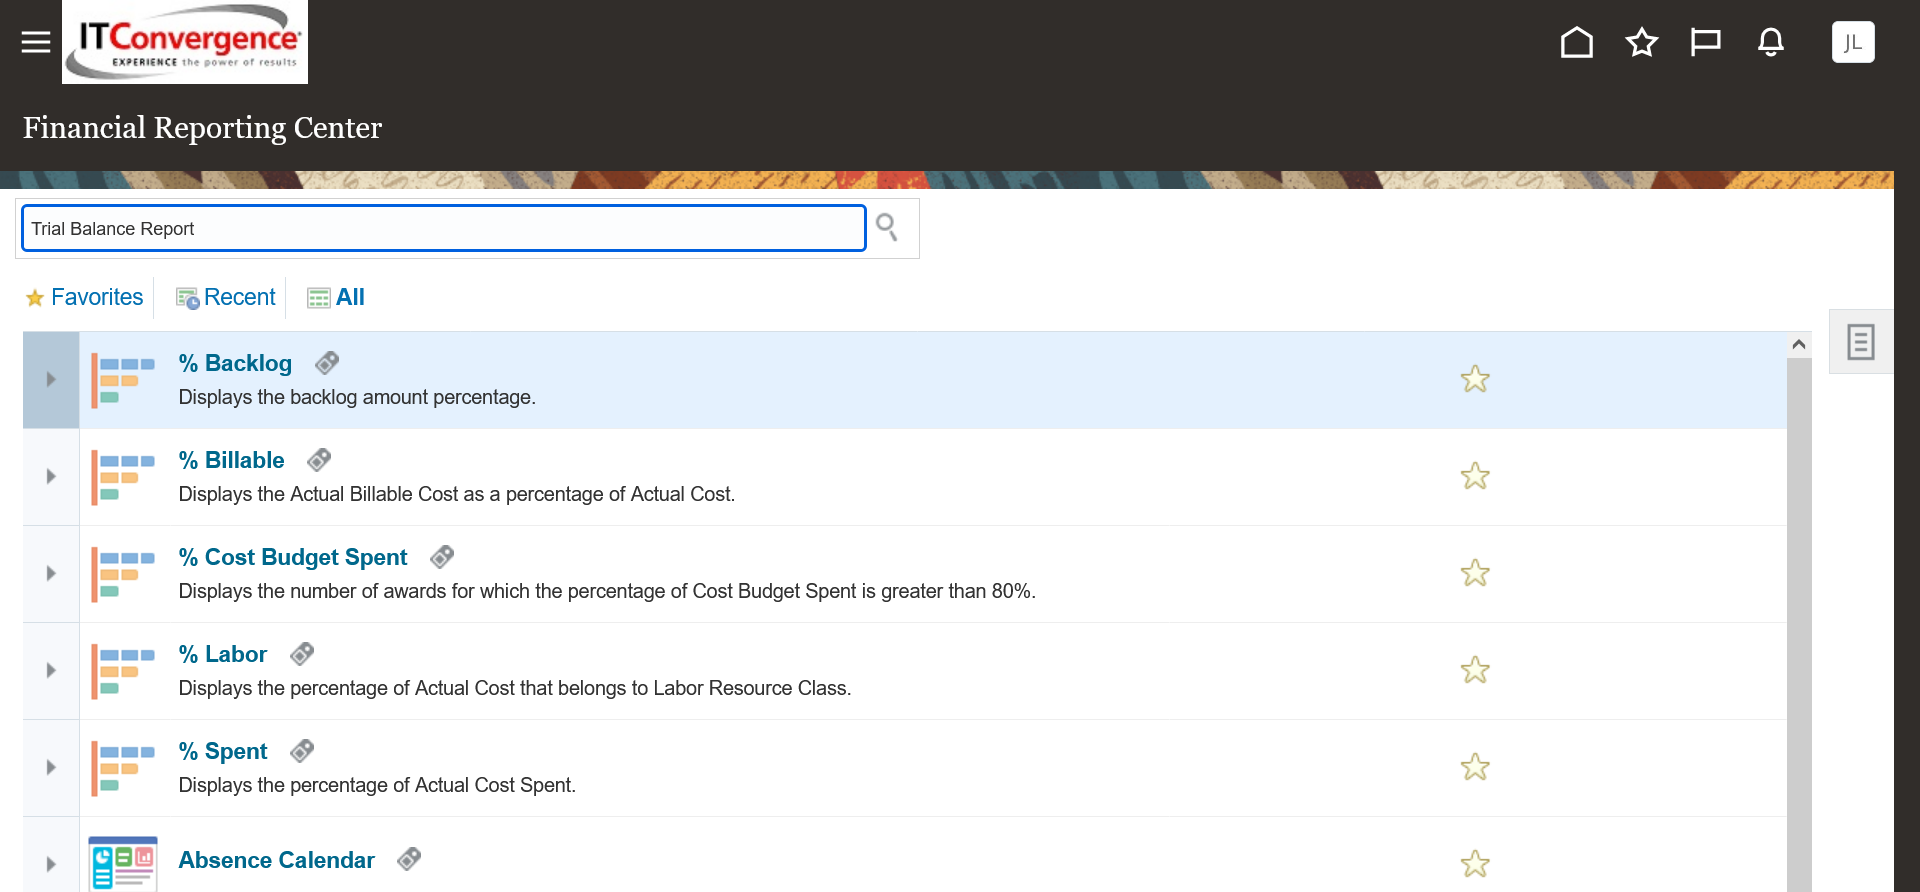 ITConvergence
EXPERIENCE the power of results
JL
Financial Reporting Center
Trial Balance Report
Favorites
Recent
All
% Backlog
Displays the backlog amount percentage.
% Billable
Displays the Actual Billable Cost as a percentage of Actual Cost.
% Cost Budget Spent
Displays the number of awards for which the percentage of Cost Budget Spent is greater than 80%.
% Labor
Displays the percentage of Actual Cost that belongs to Labor Resource Class.
% Spent
Displays the percentage of Actual Cost Spent.
Absence Calendar